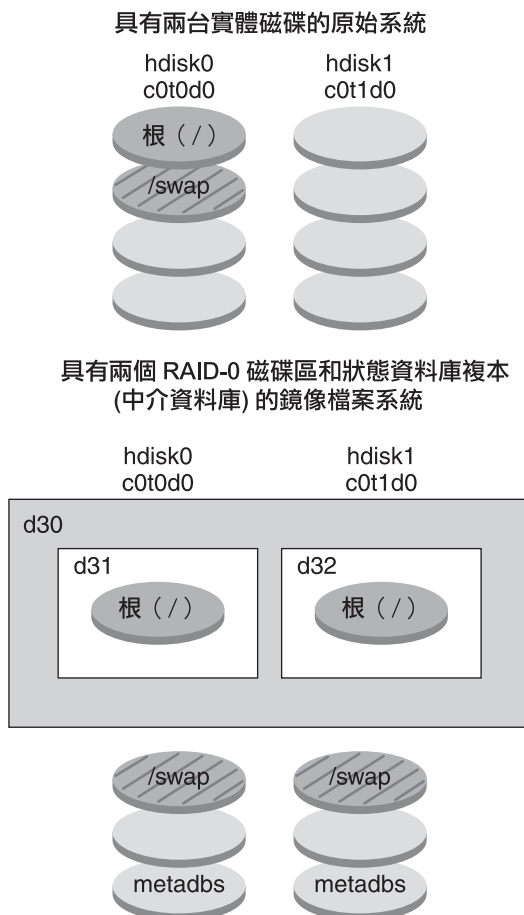 具有兩台實體磁碟的原始系統
hdisk0
c0t0d0
hdisk1
c0t1d0
根（/）
/swap
具有兩個 RAID-0 磁碟區和狀態資料庫複本
(中介資料庫) 的鏡像檔案系統
hdisk0
c0t0d0
hdisk1
c0t1d0
d30
d31
d32
根（/）
根（/）
/swap
/swap
metadbs
metadbs